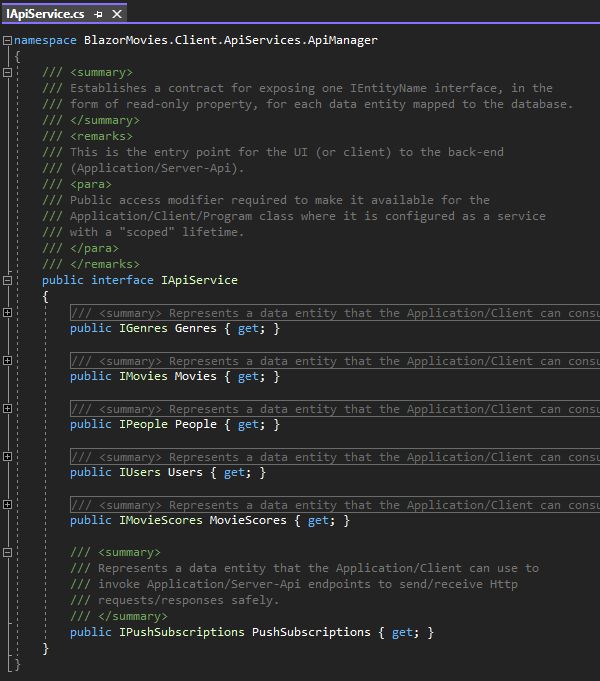 IApiService.cs
namespace BlazorMovies.Client.ApiServices.ApiManager
{
/// <summary>
/// Establishes a contract for exposing one IEntityName interface, in the
/// form of read-only property, for each data entity mapped to the database.
/// </summary>
/// <remarks>
/// This is the entry point for the UI (or client) to the back-end
/// (Application/Server-Api).
/// <para>
/// Public access modifier required to make it available for the
/// Application/Client/Program class where it is configured as a service
/// with a "scoped" lifetime.
/// </para>
/// </remarks>
public interface IApiService
{
/// <summary> Represents a data entity that the Application/Client can consu
public IGenres Genres { get; }
/// <summary> Represents a data entity that the Application/Client can consu
public IMovies Movies { get; }
/// <summary> Represents a data entity that the Application/Client can consu
public IPeople People { get; }
/// <summary> Represents a data entity that the Application/Client can consu
public IUsers Users { get; }
/// <summary> Represents a data entity that the Application/Client can consu
public IMovieScores MovieScores { get; }
/// <summary>
/// Represents a data entity that the Application/Client can use to
/// invoke Application/Server-Api endpoints to send/receive Http
/// requests/responses safely.
/// </summary>
public IPushSubscriptions PushSubscriptions { get; }
}
}